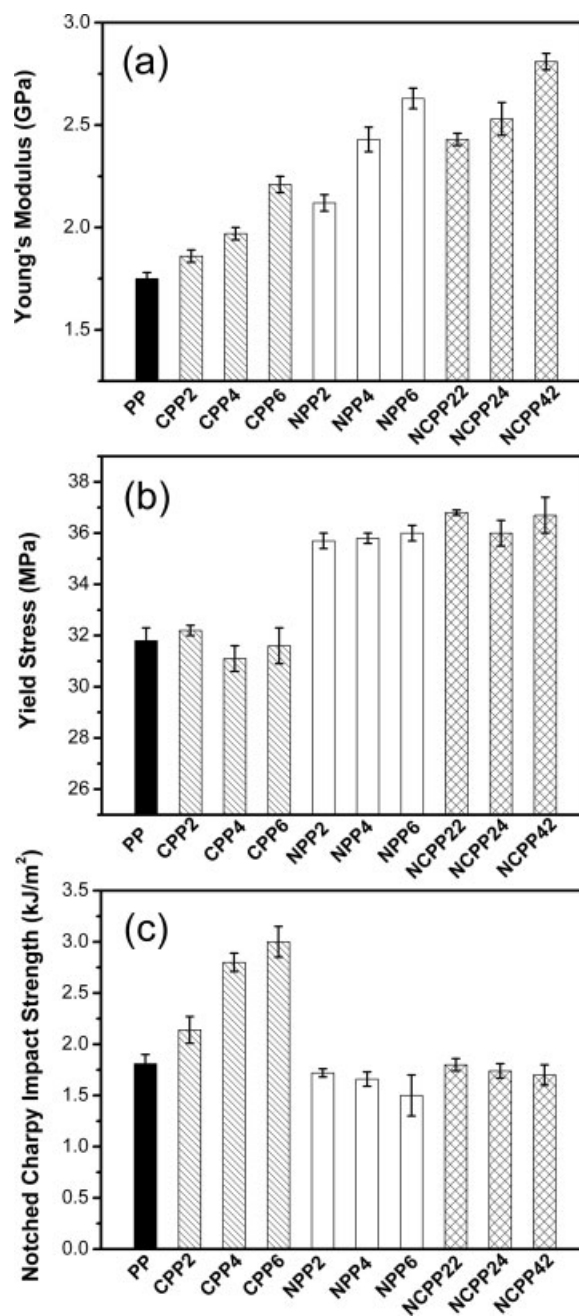 (a)
Young's Modulus (GPa)
3.0
2.5
2.0
1.5
PP CPP2 CPP4 CPP6 NPP2 NPP4 NPP6 NCPP22 NCPP24 NCPP42
(b)
Yield Stress (MPa)
38
36
34
32
30
28
26
PP CPP2 CPP4 CPP6 NPP2 NPP4 NPP6 NCPP22 NCPP24 NCPP42
(c)
Notched Charpy Impact Strength (kJ/m²)
3.5
3.0
2.5
2.0
1.5
1.0
0.5
0.0
PP CPP2 CPP4 CPP6 NPP2 NPP4 NPP6 NCPP22 NCPP24 NCPP42